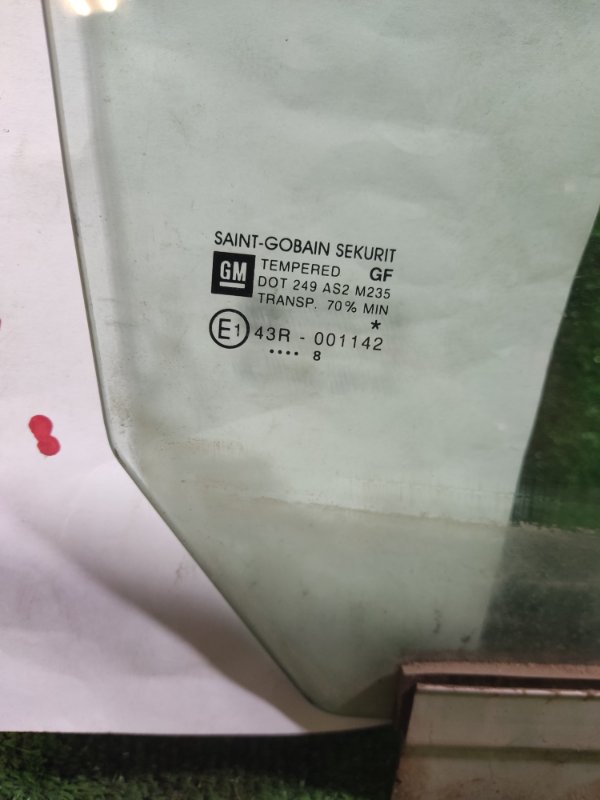 SAINT-GOBAIN SEKURIT
GM TEMPERED GF
DOT 249 AS2 M235
TRANSP. 70% MIN
*
E1 43R - 001142
•••• 8